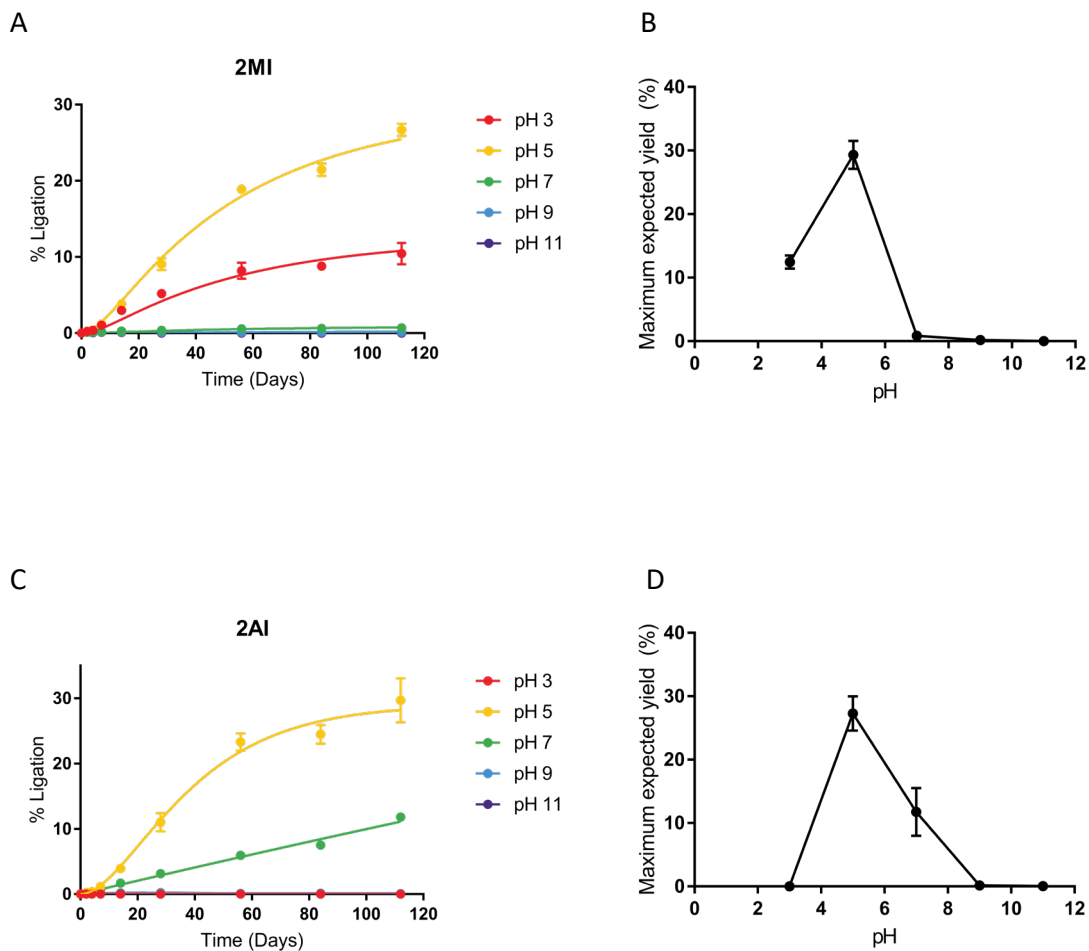 A
2MI
% Ligation
30
20
10
0
0 20 40 60 80 100 120
Time (Days)
pH 3
pH 5
pH 7
pH 9
pH 11
B
Maximum expected yield (%)
40
30
20
10
0
0 2 4 6 8 10 12
pH
C
2AI
% Ligation
30
20
10
0
0 20 40 60 80 100 120
Time (Days)
pH 3
pH 5
pH 7
pH 9
pH 11
D
Maximum expected yield (%)
40
30
20
10
0
0 2 4 6 8 10 12
pH